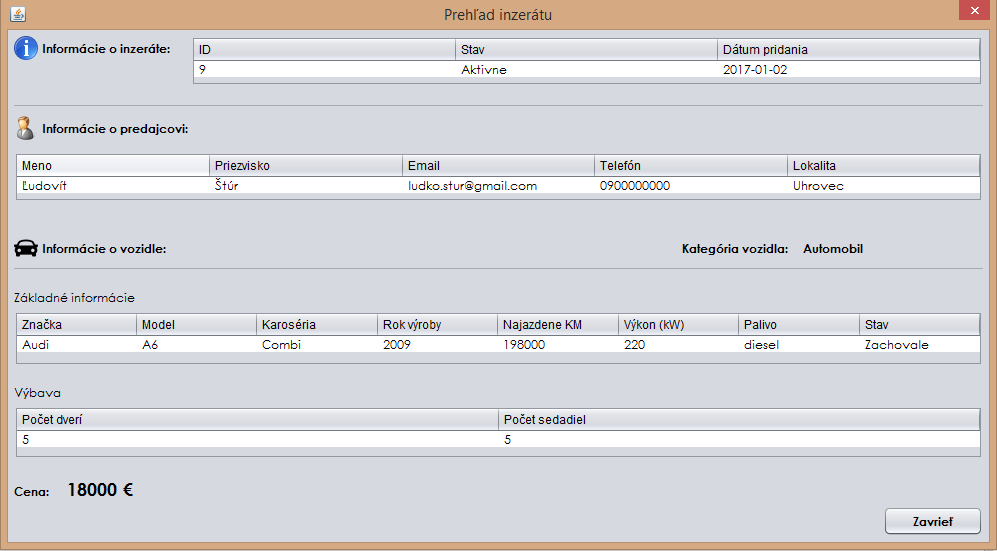 Prehľad inzerátu
Informácie o inzeráte:
ID Stav Dátum pridania
9 Aktivne 2017-01-02
Informácie o predajcovi:
Meno Priezvisko Email Telefón Lokalita
Ľudovít Štúr ludko.stur@gmail.com 0900000000 Uhrovec
Informácie o vozidle: Kategória vozidla: Automobil
Základné informácie
Značka Model Karoséria Rok výroby Najazdene KM Výkon (kW) Palivo Stav
Audi A6 Combi 2009 198000 220 diesel Zachovale
Výbava
Počet dverí Počet sedadiel
5 5
Cena: 18000 €
Zavrieť